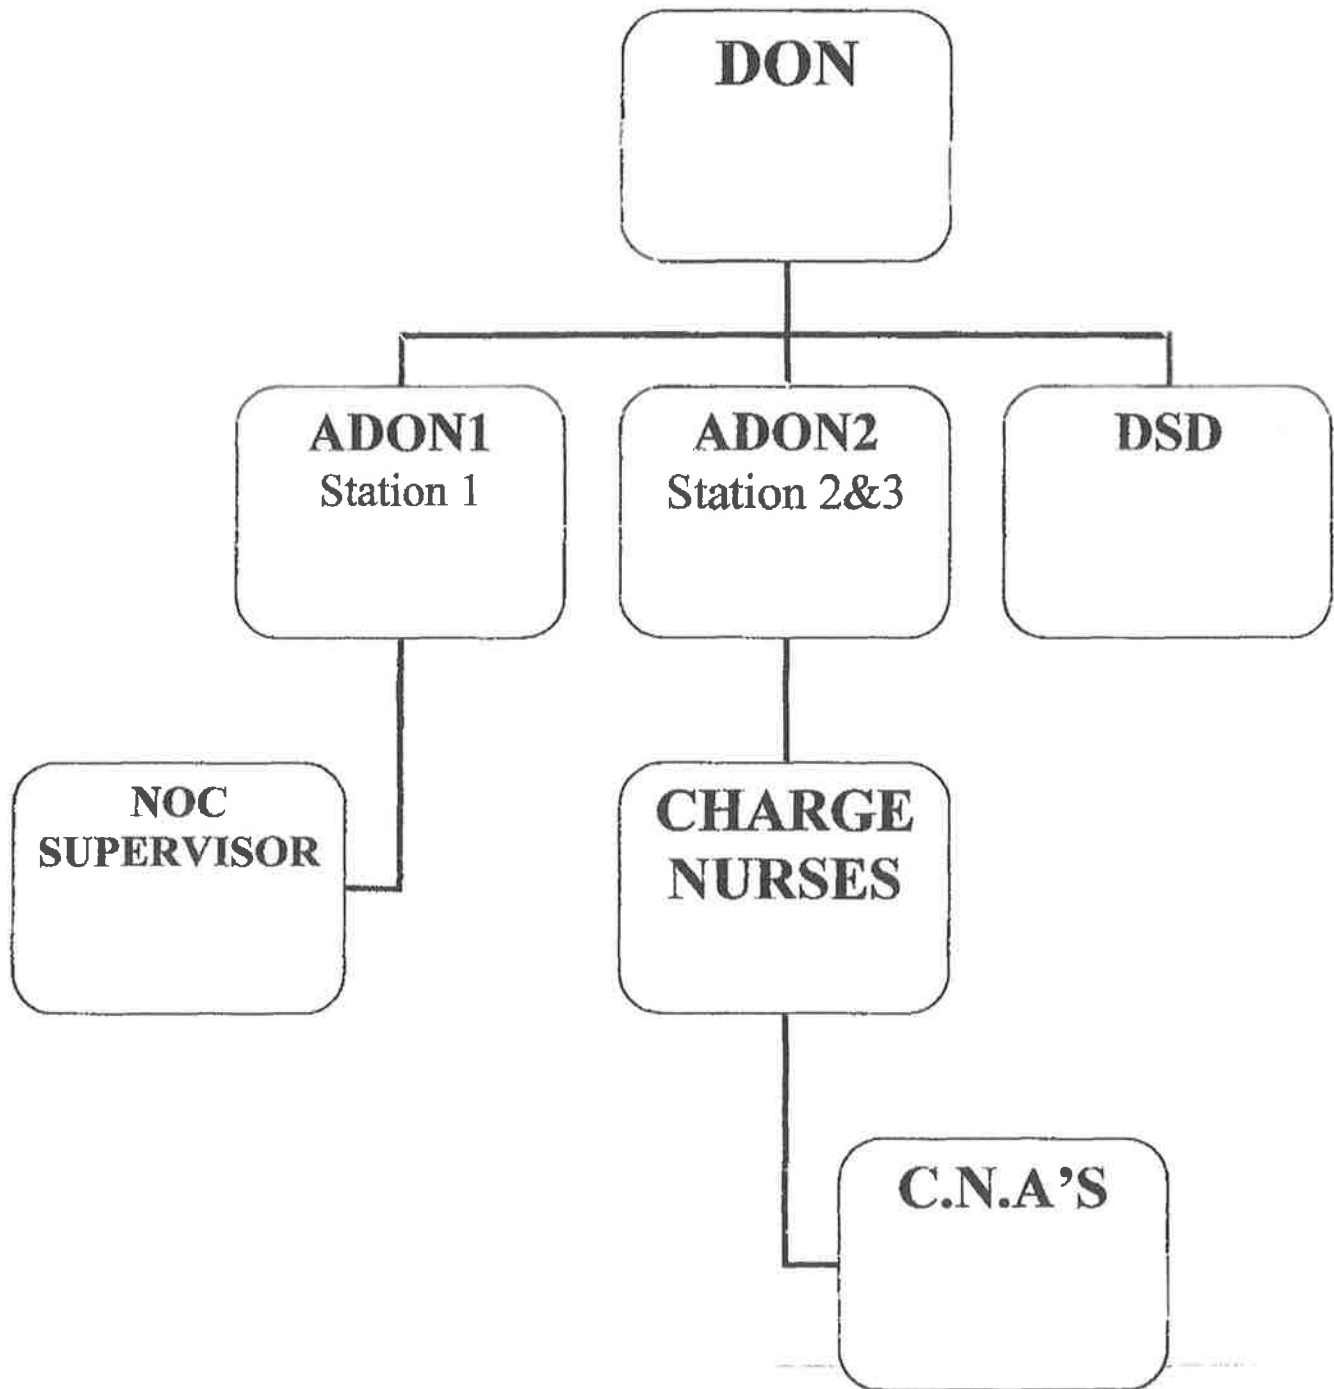 DON
ADON1
Station 1
ADON2
Station 2&3
DSD
NOC
SUPERVISOR
CHARGE
NURSES
C.N.A'S